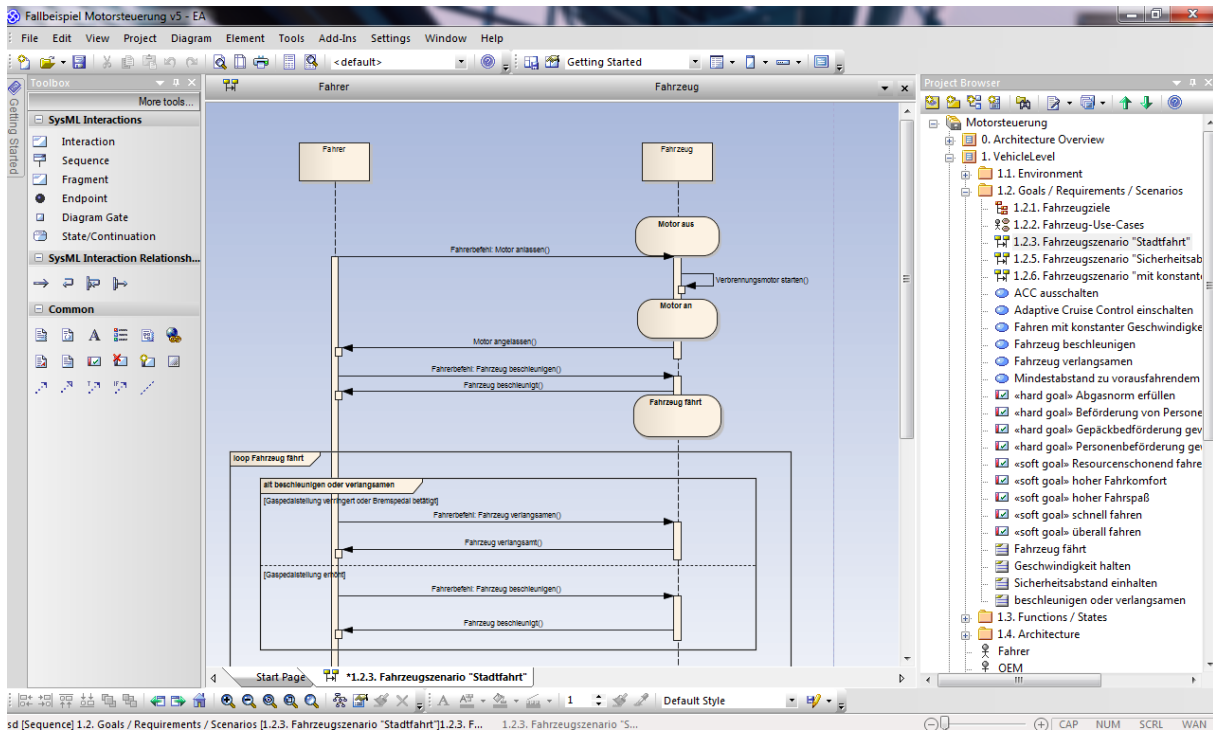 Fallbeispiel Motorsteuerung v5 - EA
File Edit View Project Diagram Element Tools Add-Ins Settings Window Help
<default> Getting Started
Toolbox
More tools...
Getting Started
SysML Interactions
Interaction
Sequence
Fragment
Endpoint
Diagram Gate
State/Continuation
SysML Interaction Relationsh...
Common
Fahrer Fahrzeug
Fahrer Fahrzeug
Motor aus
Fahrerbefehl: Motor anlassen()
Verbrennungsmotor starten()
Motor an
Motor angelassen()
Fahrerbefehl: Fahrzeug beschleunigen()
Fahrzeug beschleunigt()
Fahrzeug fährt
loop Fahrzeug fährt
alt beschleunigen oder verlangsamen
[Gaspedalstellung verringert oder Bremspedal betätigt]
Fahrerbefehl: Fahrzeug verlangsamen()
Fahrzeug verlangsamt()
[Gaspedalstellung erhöht]
Fahrerbefehl: Fahrzeug beschleunigen()
Fahrzeug beschleunigt()
Start Page *1.2.3. Fahrzeugszenario "Stadtfahrt"
Project Browser
Motorsteuerung
0. Architecture Overview
1. VehicleLevel
1.1. Environment
1.2. Goals / Requirements / Scenarios
1.2.1. Fahrzeugziele
1.2.2. Fahrzeug-Use-Cases
1.2.3. Fahrzeugszenario "Stadtfahrt"
1.2.5. Fahrzeugszenario "Sicherheitsab
1.2.6. Fahrzeugszenario "mit konstant
ACC ausschalten
Adaptive Cruise Control einschalten
Fahren mit konstanter Geschwindigke
Fahrzeug beschleunigen
Fahrzeug verlangsamen
Mindestabstand zu vorausfahrendem
«hard goal» Abgasnorm erfüllen
«hard goal» Beförderung von Persone
«hard goal» Gepäckbedförderung gew
«hard goal» Personenbeförderung gew
«soft goal» Resourcenschonend fahre
«soft goal» hoher Fahrkomfort
«soft goal» hoher Fahrspaß
«soft goal» schnell fahren
«soft goal» überall fahren
Fahrzeug fährt
Geschwindigkeit halten
Sicherheitsabstand einhalten
beschleunigen oder verlangsamen
1.3. Functions / States
1.4. Architecture
Fahrer
OEM
1 Default Style
sd [Sequence] 1.2. Goals / Requirements / Scenarios [1.2.3. Fahrzeugszenario "Stadtfahrt"]1.2.3. F... 1.2.3. Fahrzeugszenario "S... CAP NUM SCRL WAN